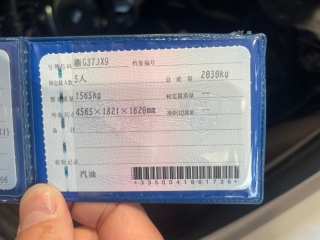 号牌号码 浙G37JX9 档案编号
核定载人数 5人 总质量 2030kg
整备质量 1565kg 核定载质量 --
外廓尺寸 4565×1821×1620mm 准牵引总质量 --
检验记录
汽油
*3350041661736*